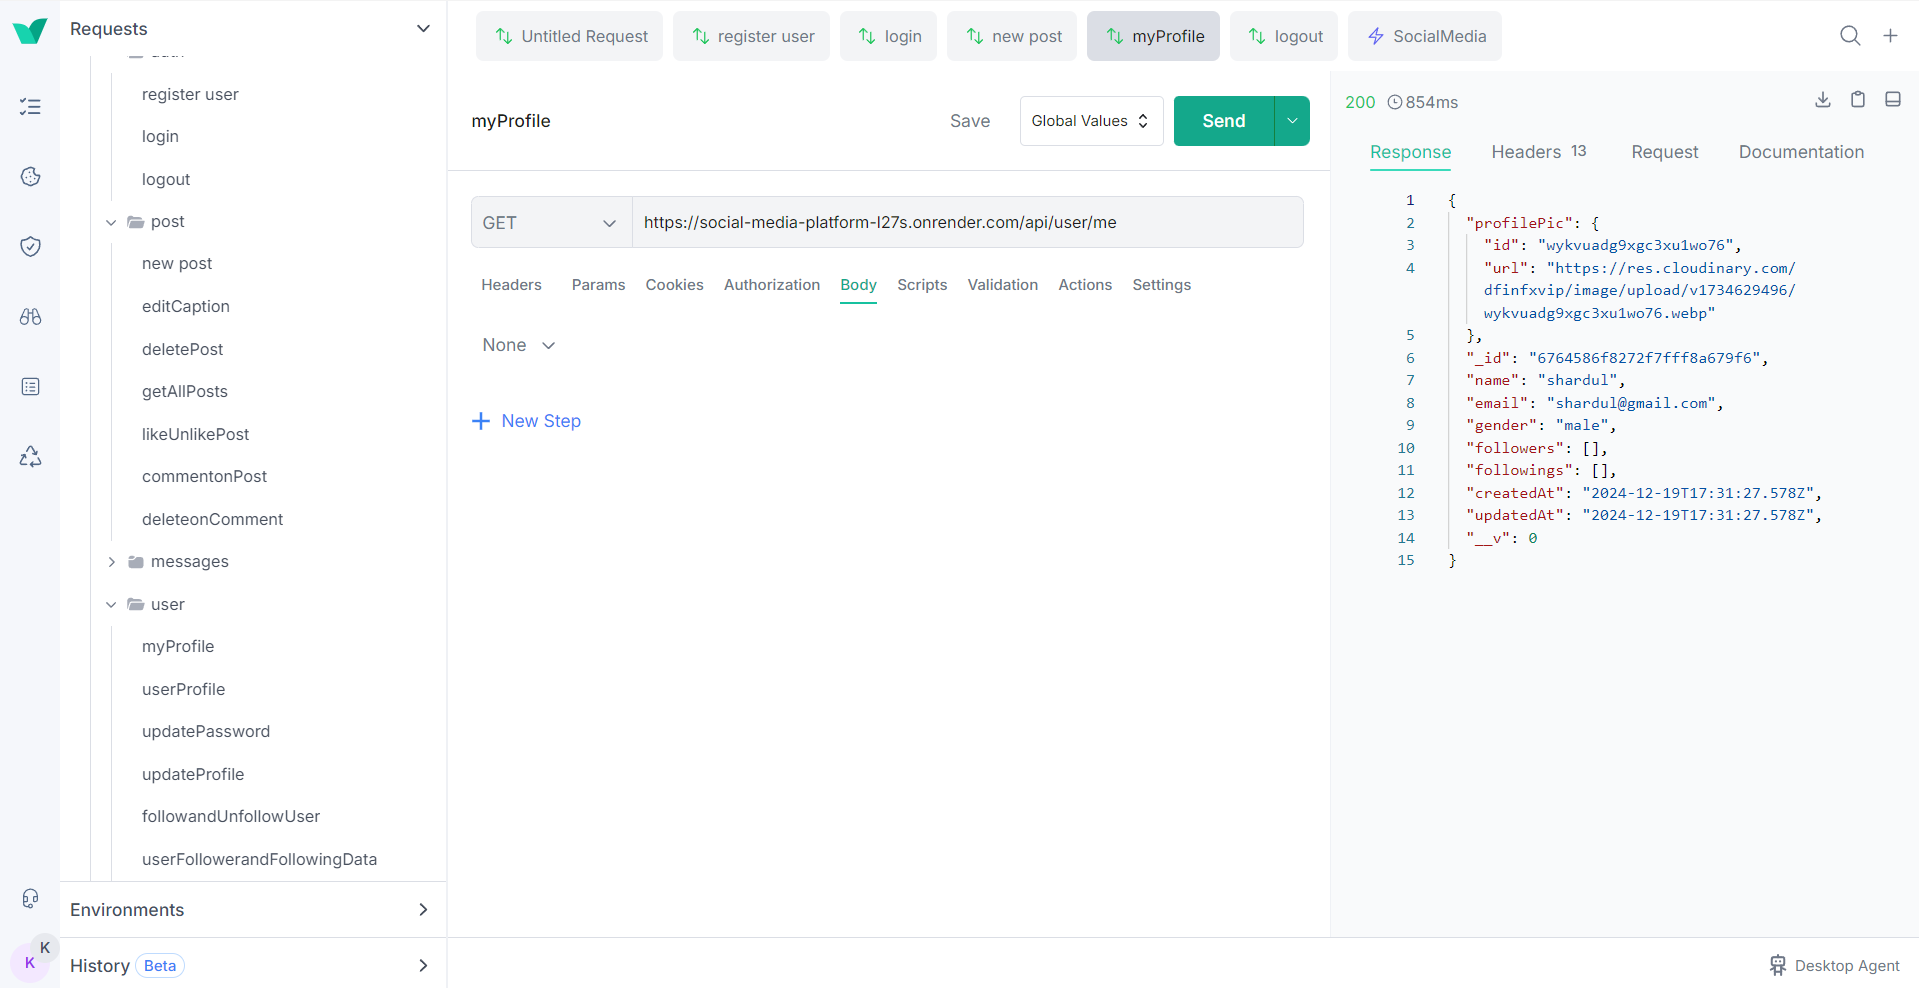 Requests
auth
register user
login
logout
post
new post
editCaption
deletePost
getAllPosts
likeUnlikePost
commentonPost
deleteonComment
messages
user
myProfile
userProfile
updatePassword
updateProfile
followandUnfollowUser
userFollowerandFollowingData
Environments
History Beta
K
K
Untitled Request register user login new post myProfile logout SocialMedia
myProfile Save Global Values Send
GET https://social-media-platform-l27s.onrender.com/api/user/me
Headers Params Cookies Authorization Body Scripts Validation Actions Settings
None
New Step
200 854ms
Response Headers 13 Request Documentation
1 {
2 "profilePic": {
3 "id": "wykvuadg9xgc3xu1wo76",
4 "url": "https://res.cloudinary.com/
dfinfxvip/image/upload/v1734629496/
wykvuadg9xgc3xu1wo76.webp"
5 },
6 "_id": "6764586f8272f7fff8a679f6",
7 "name": "shardul",
8 "email": "shardul@gmail.com",
9 "gender": "male",
10 "followers": [],
11 "followings": [],
12 "createdAt": "2024-12-19T17:31:27.578Z",
13 "updatedAt": "2024-12-19T17:31:27.578Z",
14 "__v": 0
15 }
Desktop Agent